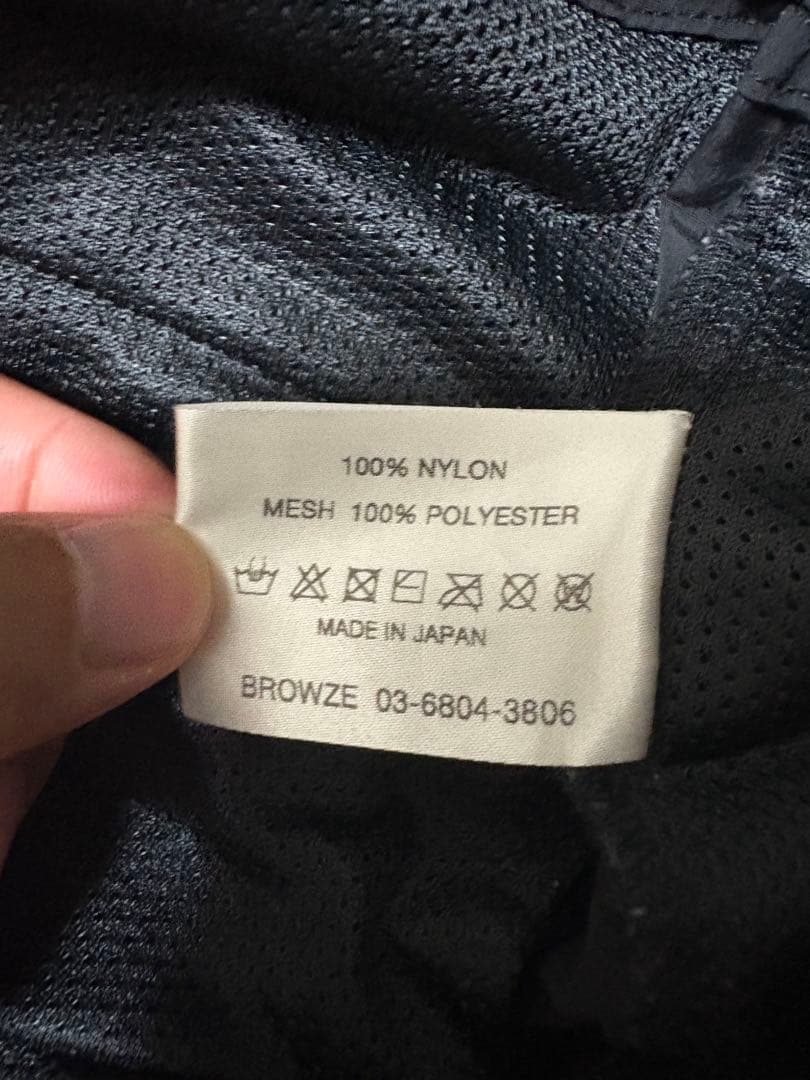 100% NYLON
MESH 100% POLYESTER
W
MADE IN JAPAN
BROWZE 03-6804-3806